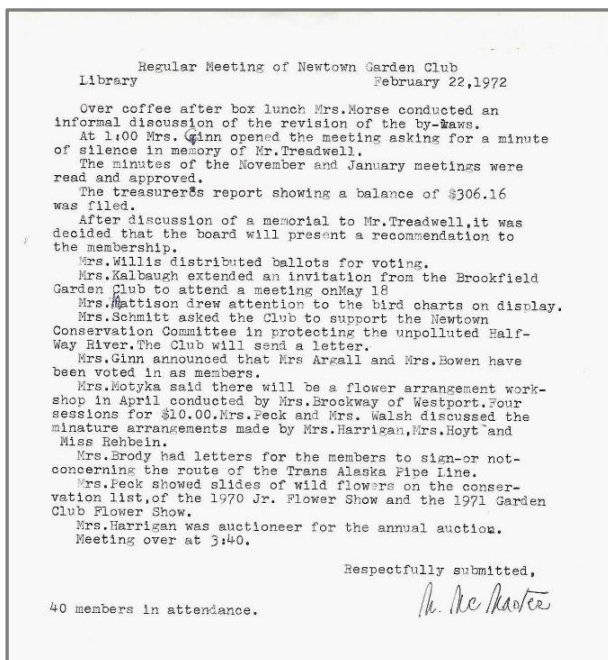 Regular Meeting of Newtown Garden Club
Library February 22,1972
Over coffee after box lunch Mrs.Morse conducted an
informal discussion of the revision of the by-laws.
At 1:00 Mrs. Ginn opened the meeting asking for a minute
of silence in memory of Mr.Treadwell.
The minutes of the November and January meetings were
read and approved.
The treasurer8s report showing a balance of $306.16
was filed.
After discussion of a memorial to Mr.Treadwell,it was
decided that the board will present a recommendation to
the membership.
Mrs.Willis distributed ballots for voting.
Mrs.Kalbaugh extended an invitation from the Brookfield
Garden Club to attend a meeting onMay 18
Mrs.Mattison drew attention to the bird charts on display.
Mrs.Schmitt asked the Club to support the Newtown
Conservation Committee in protecting the unpolluted Half-
Way River.The Club will send a letter.
Mrs.Ginn announced that Mrs Argall and Mrs.Bowen have
been voted in as members.
Mrs.Motyka said there will be a flower arrangement work-
shop in April conducted by Mrs.Brockway of Westport.Four
sessions for $10.00.Mrs.Peck and Mrs. Walsh discussed the
minature arrangements made by Mrs.Harrigan,Mrs.Hoyt and
Miss Rehbein.
Mrs.Brody had letters for the members to sign-or not-
concerning the route of the Trans Alaska Pipe Line.
Mrs.Peck showed slides of wild flowers on the conser-
vation list,of the 1970 Jr. Flower Show and the 1971 Garden
Club Flower Show.
Mrs.Harrigan was auctioneer for the annual auction.
Meeting over at 3:40.
Respectfully submitted,
M. McMaster
40 members in attendance.